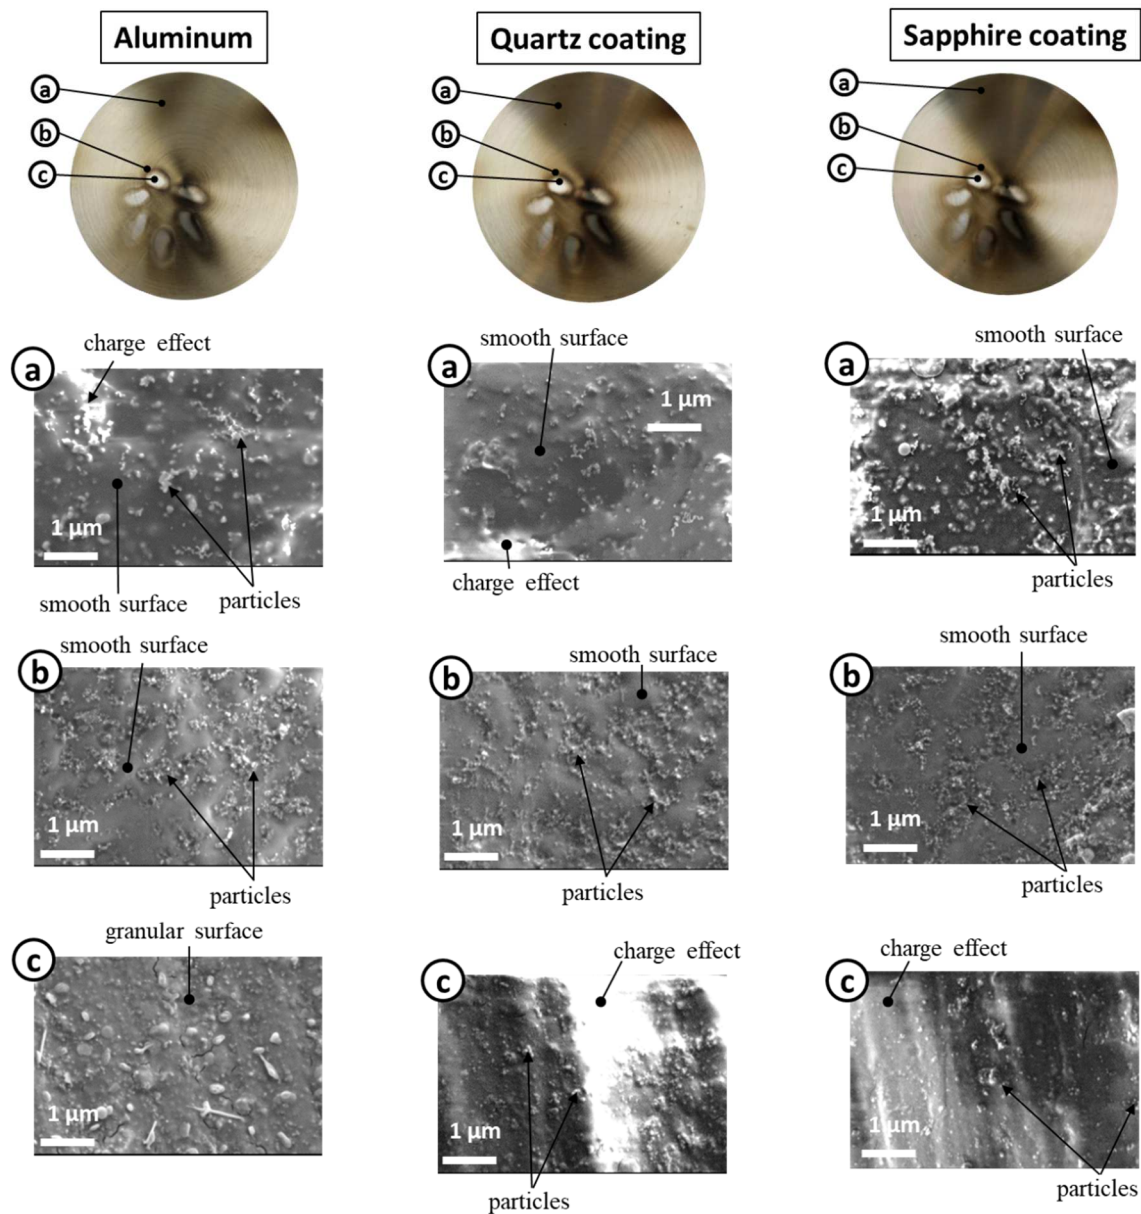 Aluminum
Quartz coating
Sapphire coating
a
b
c
a
b
c
a
b
c
charge effect
a
1 µm
smooth surface
particles
smooth surface
a
1 µm
charge effect
smooth surface
a
1 µm
particles
smooth surface
b
1 µm
particles
smooth surface
b
1 µm
particles
smooth surface
b
1 µm
particles
granular surface
c
1 µm
charge effect
c
1 µm
particles
charge effect
c
1 µm
particles